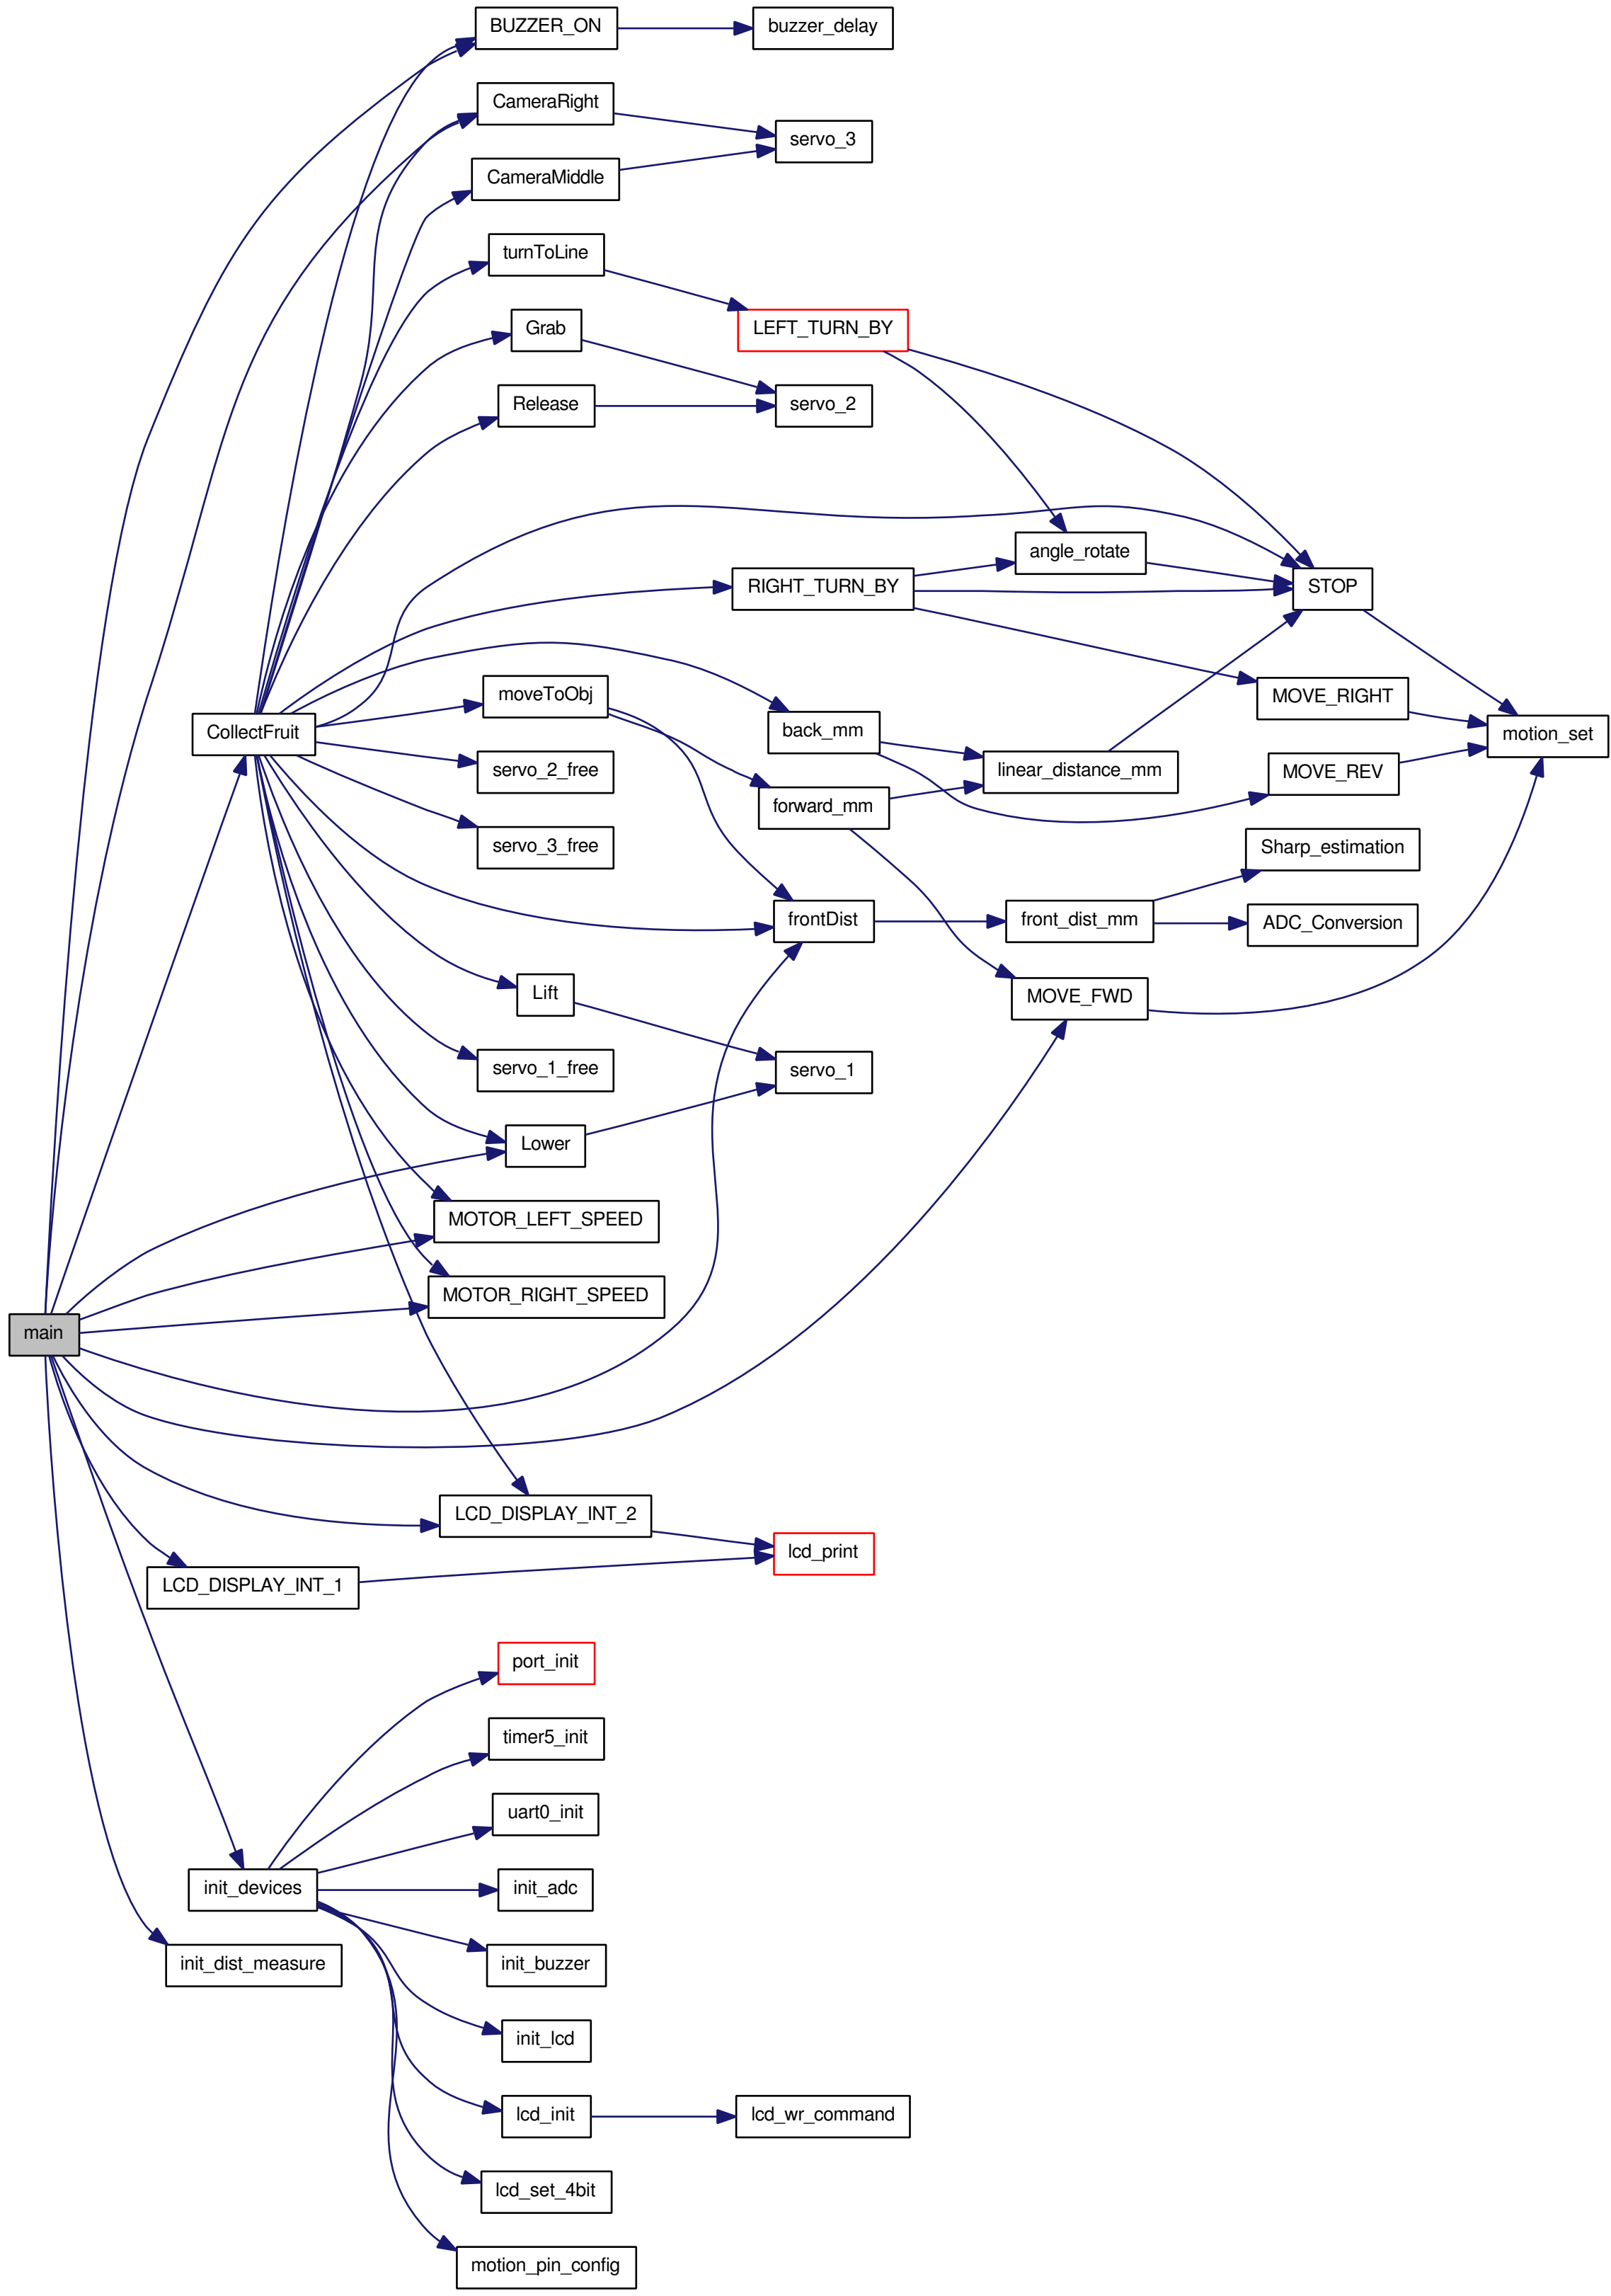 BUZZER_ON
buzzer_delay
CameraRight
servo_3
CameraMiddle
turnToLine
LEFT_TURN_BY
Grab
Release
servo_2
angle_rotate
RIGHT_TURN_BY
STOP
moveToObj
MOVE_RIGHT
CollectFruit
back_mm
motion_set
servo_2_free
linear_distance_mm
MOVE_REV
forward_mm
servo_3_free
Sharp_estimation
frontDist
front_dist_mm
ADC_Conversion
Lift
MOVE_FWD
servo_1_free
servo_1
Lower
MOTOR_LEFT_SPEED
MOTOR_RIGHT_SPEED
main
LCD_DISPLAY_INT_2
lcd_print
LCD_DISPLAY_INT_1
port_init
timer5_init
uart0_init
init_devices
init_adc
init_dist_measure
init_buzzer
init_lcd
lcd_init
lcd_wr_command
lcd_set_4bit
motion_pin_config